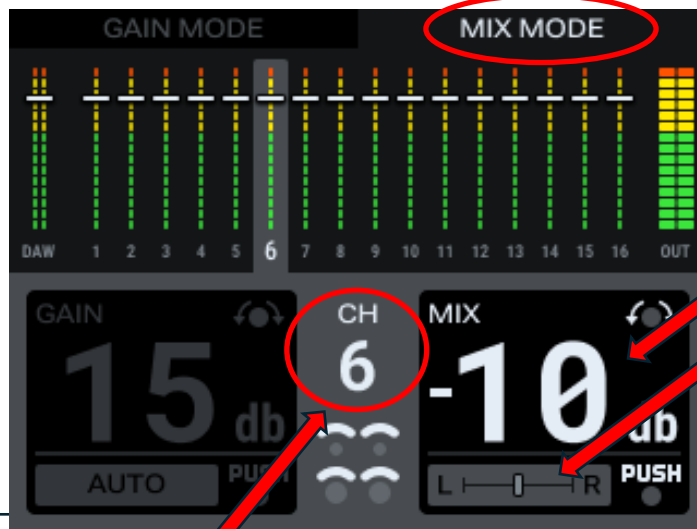 GAIN MODE MIX MODE
DAW 1 2 3 4 5 6 7 8 9 10 11 12 13 14 15 16 OUT
GAIN CH MIX
15 db 6 -10 db
AUTO PUSH L R PUSH